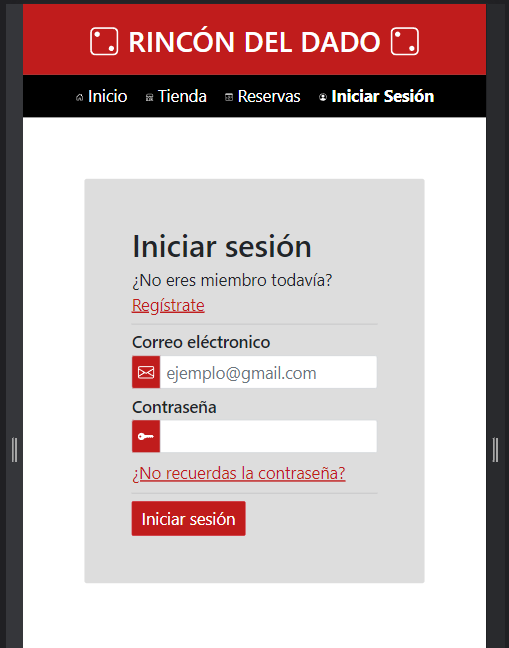 RINCÓN DEL DADO
Inicio Tienda Reservas Iniciar Sesión
Iniciar sesión
¿No eres miembro todavía?
Regístrate
Correo eléctronico
ejemplo@gmail.com
Contraseña
¿No recuerdas la contraseña?
Iniciar sesión